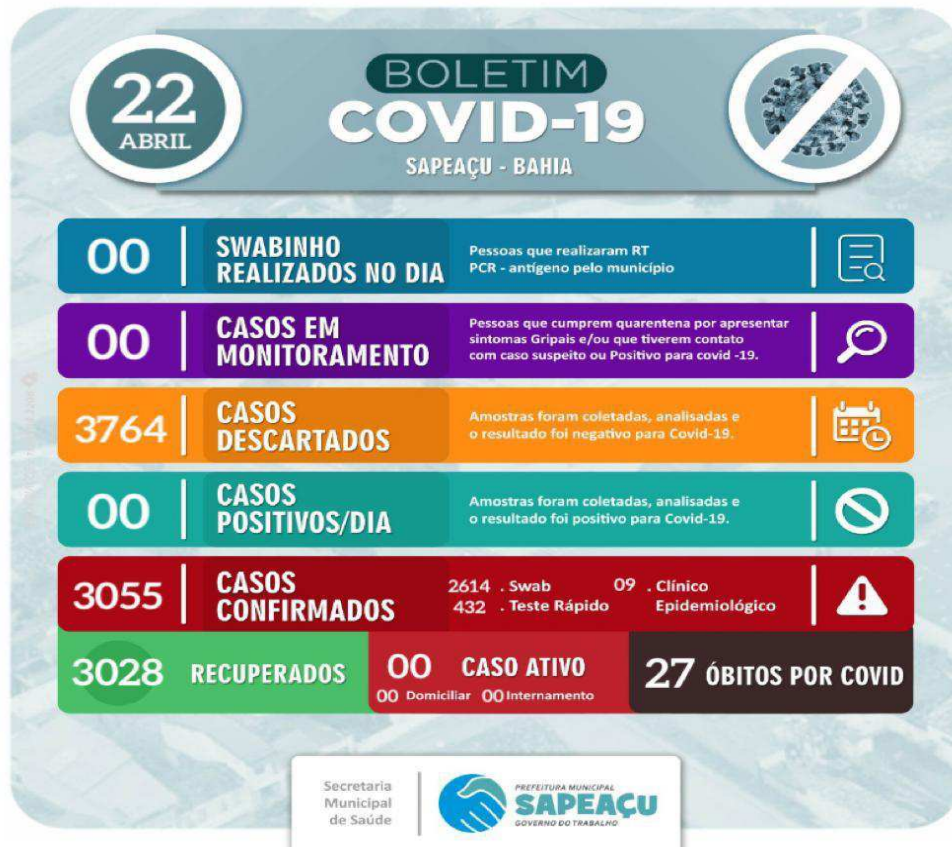 22
ABRIL
BOLETIM
COVID-19
SAPEAÇU - BAHIA
00
SWABINHO
REALIZADOS NO DIA
Pessoas que realizaram RT
PCR - antígeno pelo município
00
CASOS EM
MONITORAMENTO
Pessoas que cumprem quarentena por apresentar
sintomas Gripais e/ou que tiverem contato
com caso suspeito ou Positivo para covid -19.
3764
CASOS
DESCARTADOS
Amostras foram coletadas, analisadas e
o resultado foi negativo para Covid-19.
00
CASOS
POSITIVOS/DIA
Amostras foram coletadas, analisadas e
o resultado foi positivo para Covid-19.
3055
CASOS
CONFIRMADOS
2614 . Swab
432 . Teste Rápido
09 . Clínico
Epidemiológico
3028 RECUPERADOS
00 CASO ATIVO
00 Domiciliar 00 Internamento
27 ÓBITOS POR COVID
Secretaria
Municipal
de Saúde
PREFEITURA MUNICIPAL
SAPEAÇU
GOVERNO DO TRABALHO